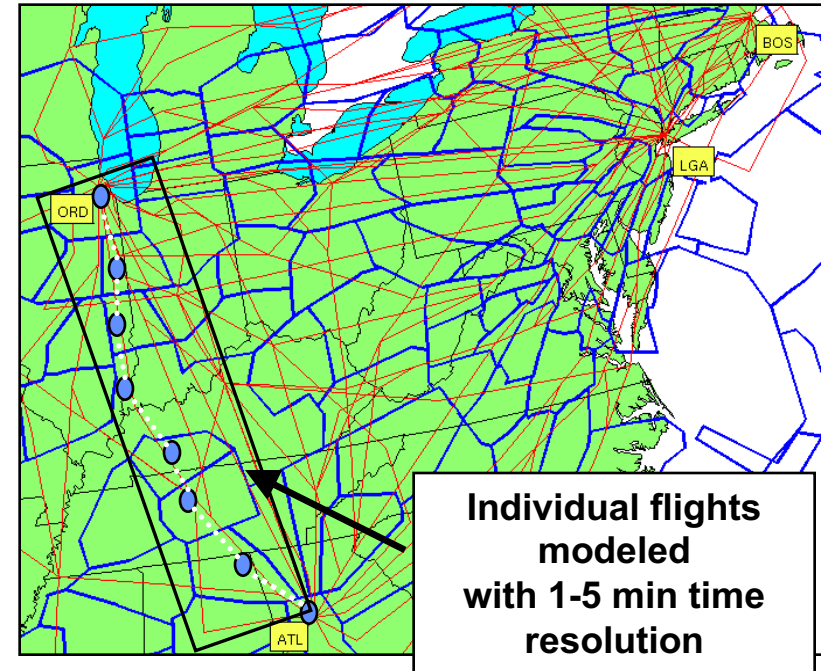 BOS
LGA
ORD
Individual flights
modeled
with 1-5 min time
resolution
ATL